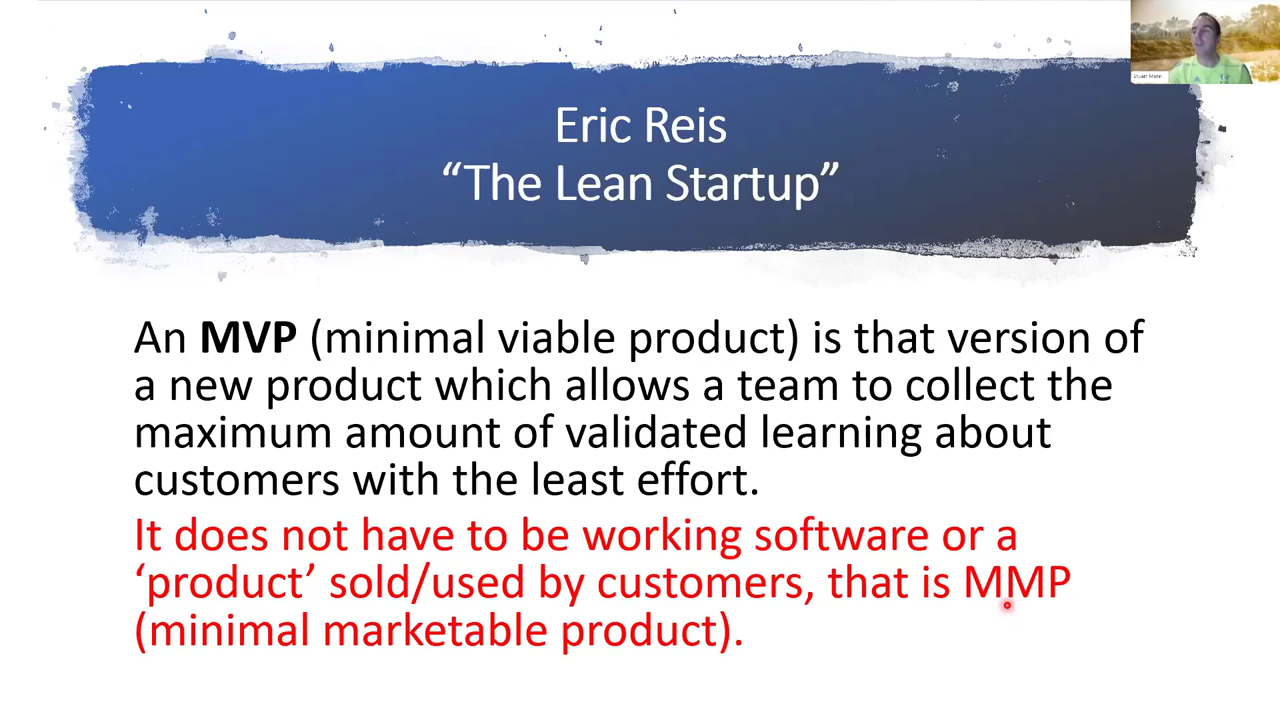 Stuart Mann
Eric Reis
“The Lean Startup”
An MVP (minimal viable product) is that version of
a new product which allows a team to collect the
maximum amount of validated learning about
customers with the least effort.
It does not have to be working software or a
‘product’ sold/used by customers, that is MMP
(minimal marketable product).